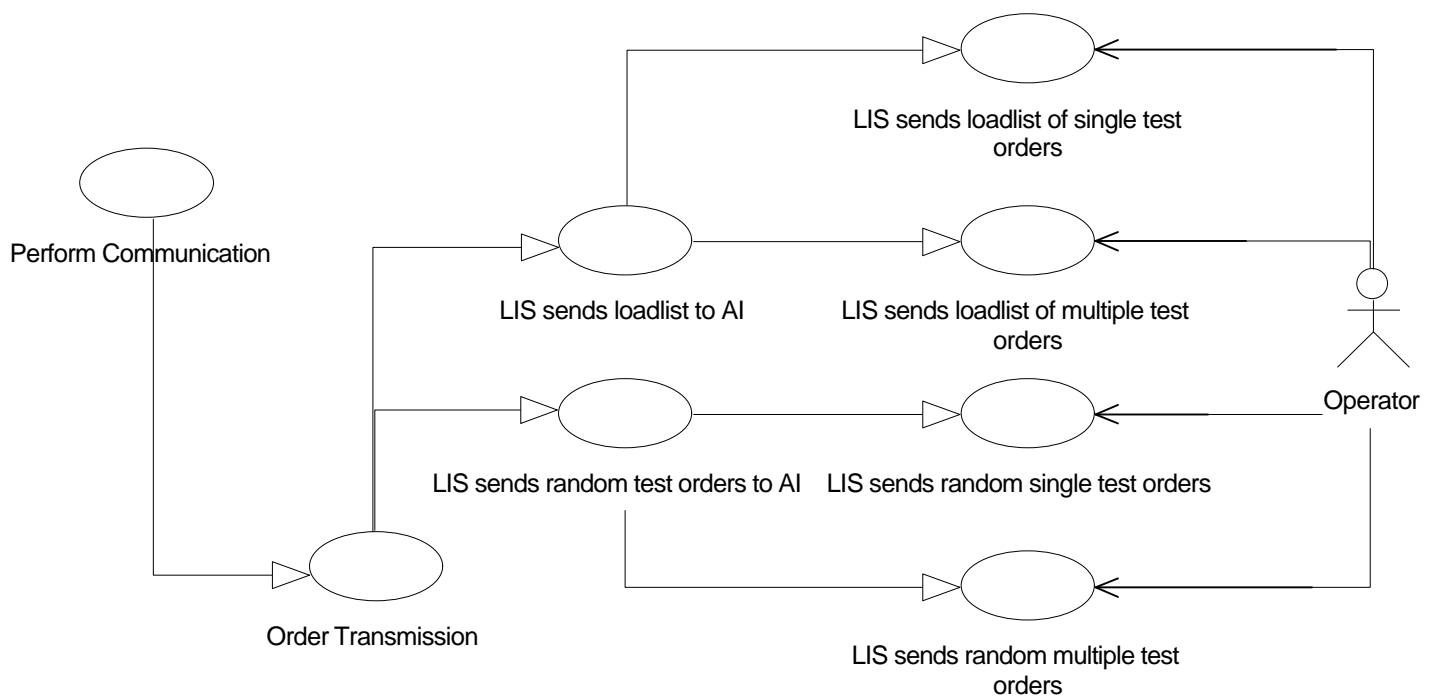 LIS sends loadlist of single test
orders
Perform Communication
LIS sends loadlist to AI
LIS sends loadlist of multiple test
orders
Operator
LIS sends random test orders to AI
LIS sends random single test orders
Order Transmission
LIS sends random multiple test
orders